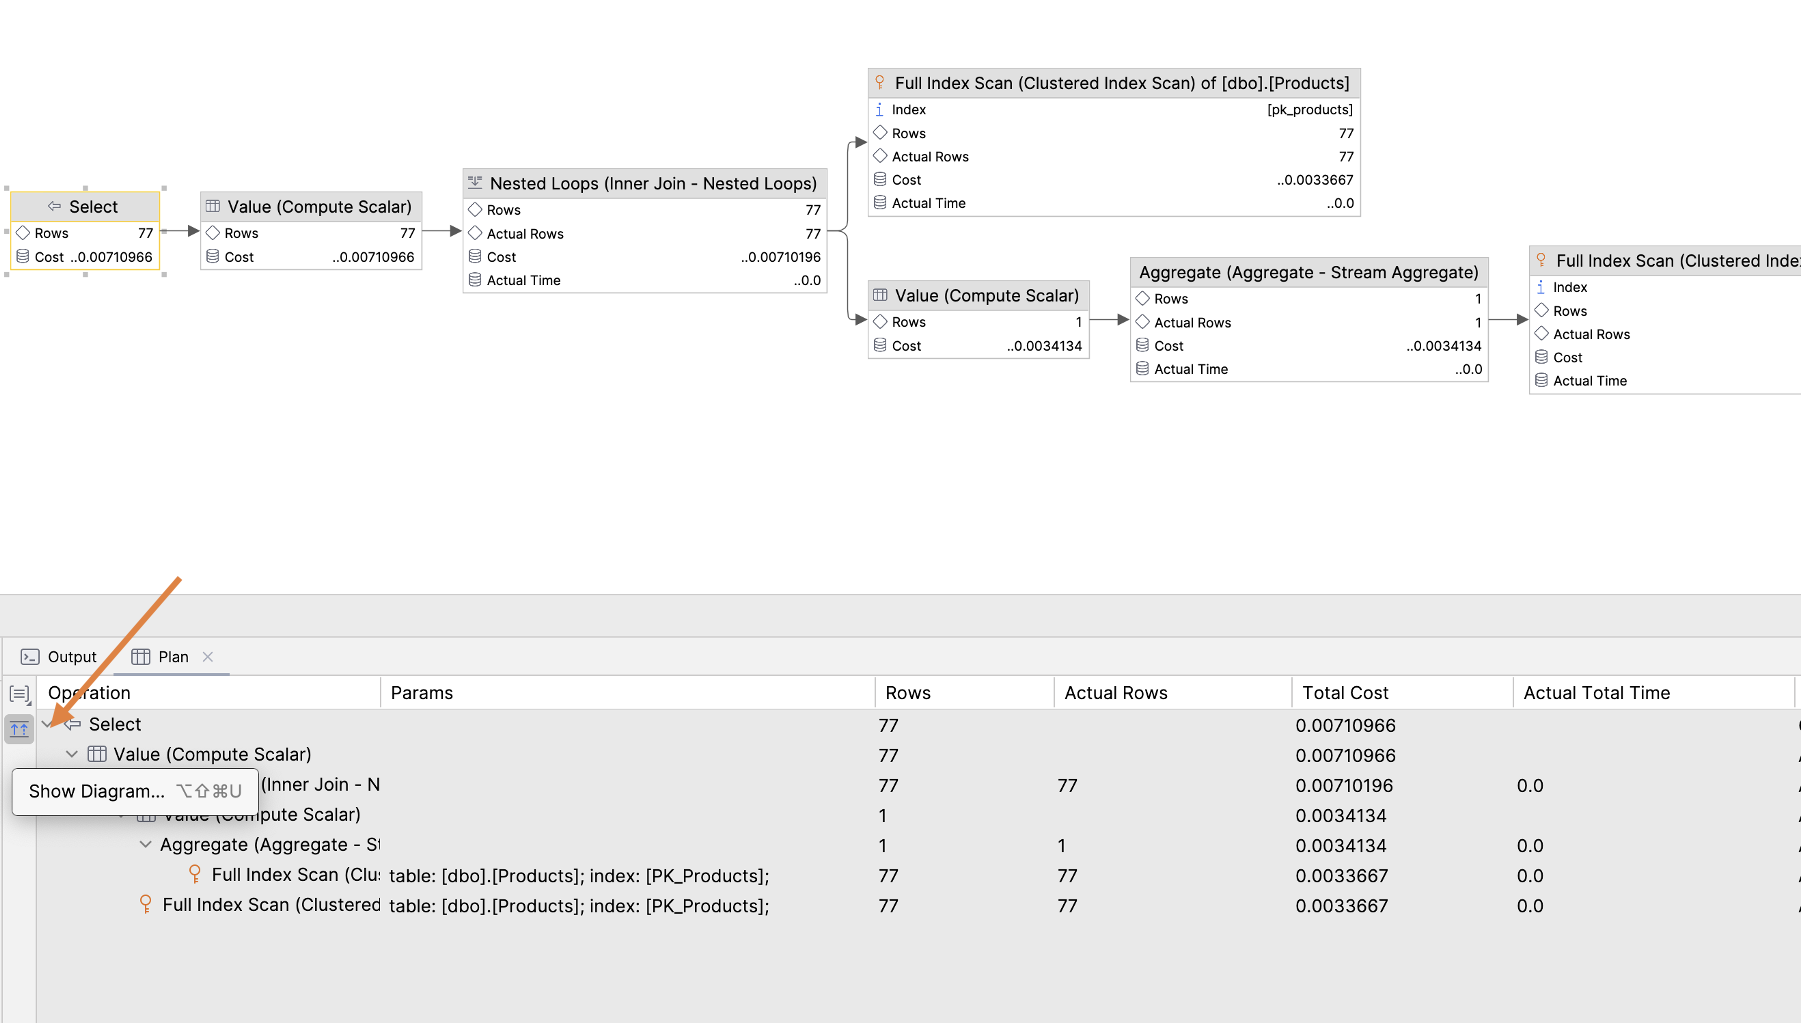 Full Index Scan (Clustered Index Scan) of [dbo].[Products]
Index [pk_products]
Rows 77
Actual Rows 77
Cost ..0.0033667
Actual Time ..0.0
Select
Rows 77
Cost ..0.00710966
Value (Compute Scalar)
Rows 77
Cost ..0.00710966
Nested Loops (Inner Join - Nested Loops)
Rows 77
Actual Rows 77
Cost ..0.00710196
Actual Time ..0.0
Value (Compute Scalar)
Rows 1
Cost ..0.0034134
Aggregate (Aggregate - Stream Aggregate)
Rows 1
Actual Rows 1
Cost ..0.0034134
Actual Time ..0.0
Full Index Scan (Clustered Inde
Index
Rows
Actual Rows
Cost
Actual Time
Output Plan
Operation Params Rows Actual Rows Total Cost Actual Total Time
Select 77 0.00710966
Value (Compute Scalar) 77 0.00710966
(Inner Join - N 77 77 0.00710196 0.0
Show Diagram... ⌥⇧⌘U
Value (Compute Scalar) 1 0.0034134
Aggregate (Aggregate - St 1 1 0.0034134 0.0
Full Index Scan (Clus table: [dbo].[Products]; index: [PK_Products]; 77 77 0.0033667 0.0
Full Index Scan (Clustered table: [dbo].[Products]; index: [PK_Products]; 77 77 0.0033667 0.0